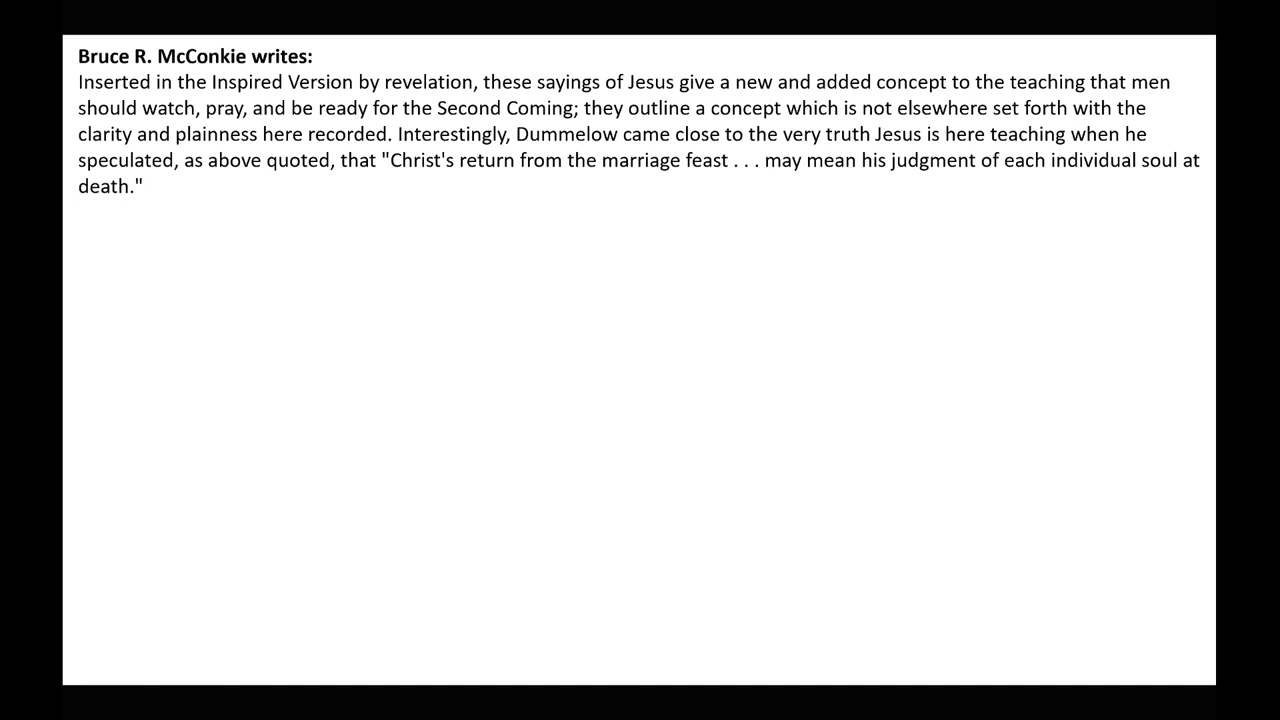 Bruce R. McConkie writes:
Inserted in the Inspired Version by revelation, these sayings of Jesus give a new and added concept to the teaching that men
should watch, pray, and be ready for the Second Coming; they outline a concept which is not elsewhere set forth with the
clarity and plainness here recorded. Interestingly, Dummelow came close to the very truth Jesus is here teaching when he
speculated, as above quoted, that "Christ's return from the marriage feast . . . may mean his judgment of each individual soul at
death."